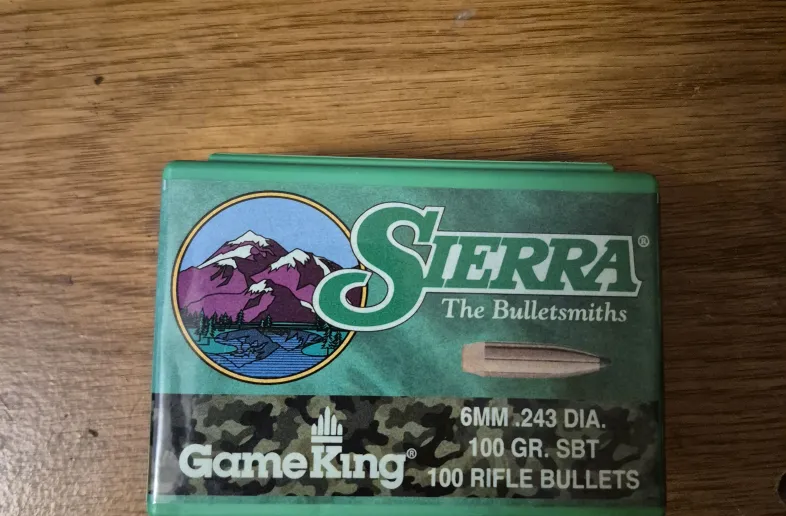 SIERRA®
The Bulletsmiths
6MM .243 DIA.
100 GR. SBT
GameKing®
100 RIFLE BULLETS